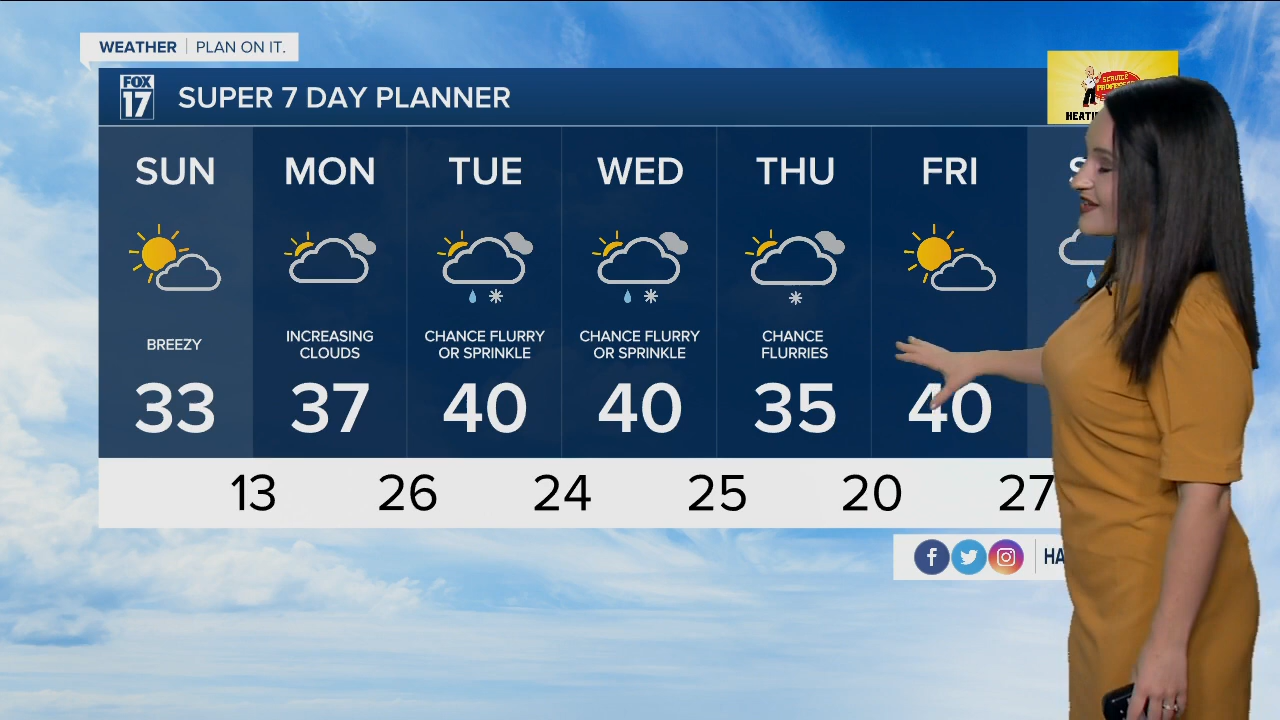 WEATHER | PLAN ON IT.
FOX
17
SUPER 7 DAY PLANNER
SERVICE
SUN MON TUE WED THU FRI
BREEZY
INCREASING
CLOUDS
CHANCE FLURRY
OR SPRINKLE
CHANCE FLURRY
OR SPRINKLE
CHANCE
FLURRIES
33 37 40 40 35 40
13 26 24 25 20 27